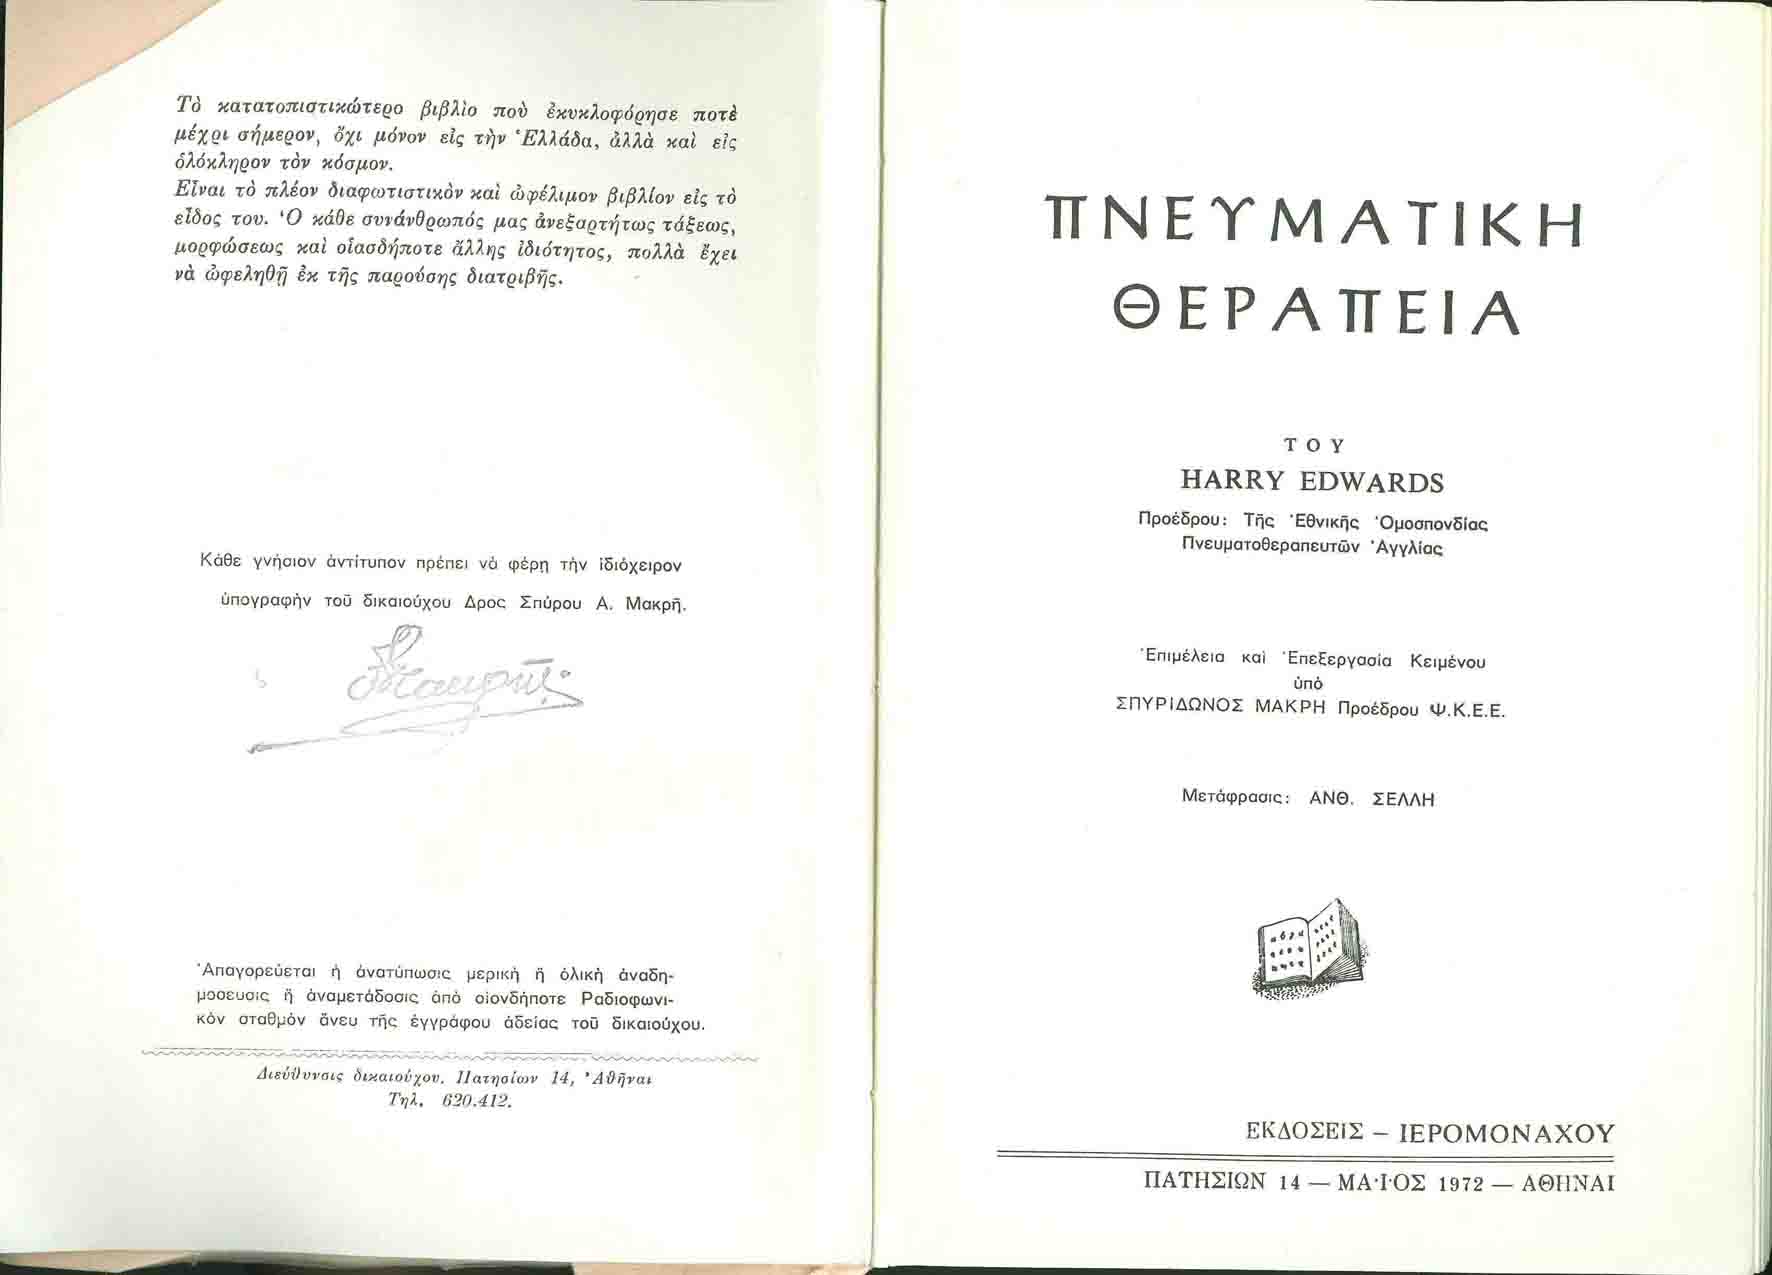 Τὸ κατατοπιστικώτερο βιβλὶο ποὺ ἐκυκλοφόρησε ποτὲ
μέχρι σήμερον, ὄχι μόνον εἰς τὴν Ἑλλάδα, ἀλλὰ καὶ εἰς
ὁλόκληρον τὸν κόσμον.
Εἶναι τὸ πλέον διαφωτιστικὸν καὶ ὠφέλιμον βιβλίον εἰς τὸ
εἶδος του. Ὁ κάθε συνάνθρωπός μας ἀνεξαρτήτως τάξεως,
μορφώσεως καὶ οἱασδήποτε ἄλλης ἰδιότητος, πολλὰ ἔχει
νὰ ὠφεληθῇ ἐκ τῆς παρούσης διατριβῆς.
Κάθε γνήσιον ἀντίτυπον πρέπει νὰ φέρῃ τὴν ἰδιόχειρον
ὑπογραφὴν τοῦ δικαιούχου Δρος Σπύρου Α. Μακρῆ.
Ἀπαγορεύεται ἡ ἀνατύπωσις μερικὴ ἢ ὁλικὴ ἀναδη-
μοσευσις ἢ ἀναμετάδοσις ἀπὸ οἱονδήποτε Ραδιοφωνι-
κὸν σταθμὸν ἄνευ τῆς ἐγγράφου ἀδείας τοῦ δικαιούχου.
Διεύθυνσις δικαιούχου. Πατησίων 14, Ἀθῆναι
Τηλ. 620.412.
ΠΝΕΥΜΑΤΙΚΗ
ΘΕΡΑΠΕΙΑ
ΤΟΥ
HARRY EDWARDS
Προέδρου: Τῆς Ἐθνικῆς Ὁμοσπονδίας
Πνευματοθεραπευτῶν Ἀγγλίας
Ἐπιμέλεια καὶ Ἐπεξεργασία Κειμένου
ὑπὸ
ΣΠΥΡΙΔΩΝΟΣ ΜΑΚΡΗ Προέδρου Ψ.Κ.Ε.Ε.
Μετάφρασις: ΑΝΘ. ΣΕΛΛΗ
ΕΚΔΟΣΕΙΣ – ΙΕΡΟΜΟΝΑΧΟΥ
ΠΑΤΗΣΙΩΝ 14 — ΜΑ·Ι·ΟΣ 1972 — ΑΘΗΝΑΙ